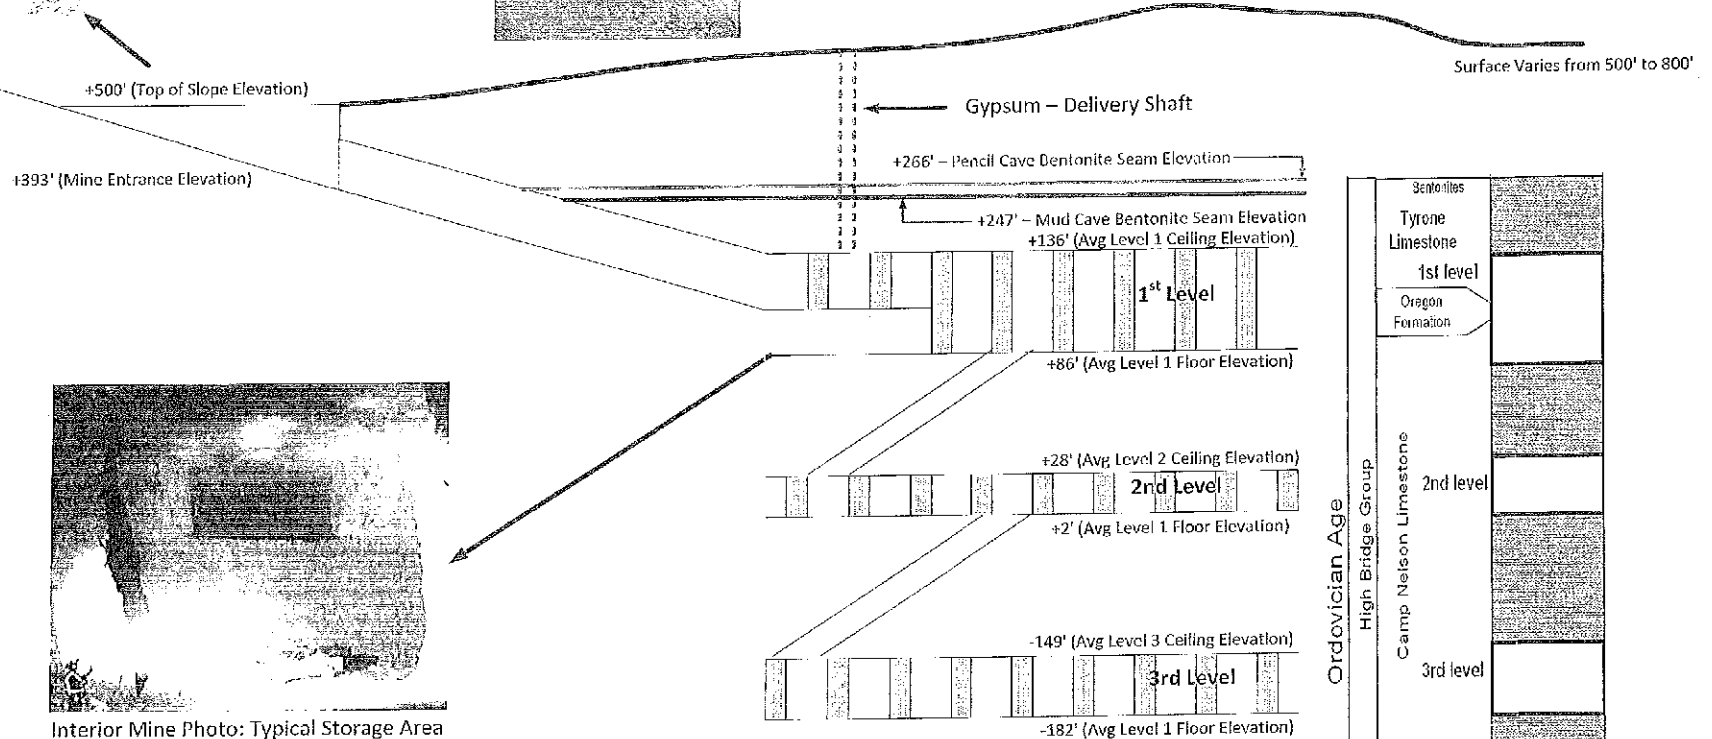 Surface Varies from 500' to 800'
+500' (Top of Slope Elevation)
Gypsum – Delivery Shaft
+266' – Pencil Cave Bentonite Seam Elevation
+393' (Mine Entrance Elevation)
+247' – Mud Cave Bentonite Seam Elevation
+136' (Avg Level 1 Ceiling Elevation)
1st Level
+86' (Avg Level 1 Floor Elevation)
+28' (Avg Level 2 Ceiling Elevation)
2nd Level
+2' (Avg Level 1 Floor Elevation)
-149' (Avg Level 3 Ceiling Elevation)
3rd Level
-182' (Avg Level 1 Floor Elevation)
Interior Mine Photo: Typical Storage Area
Ordovician Age
High Bridge Group
Camp Nelson Limestone
Bentonites
Tyrone
Limestone
1st level
Oregon
Formation
2nd level
3rd level